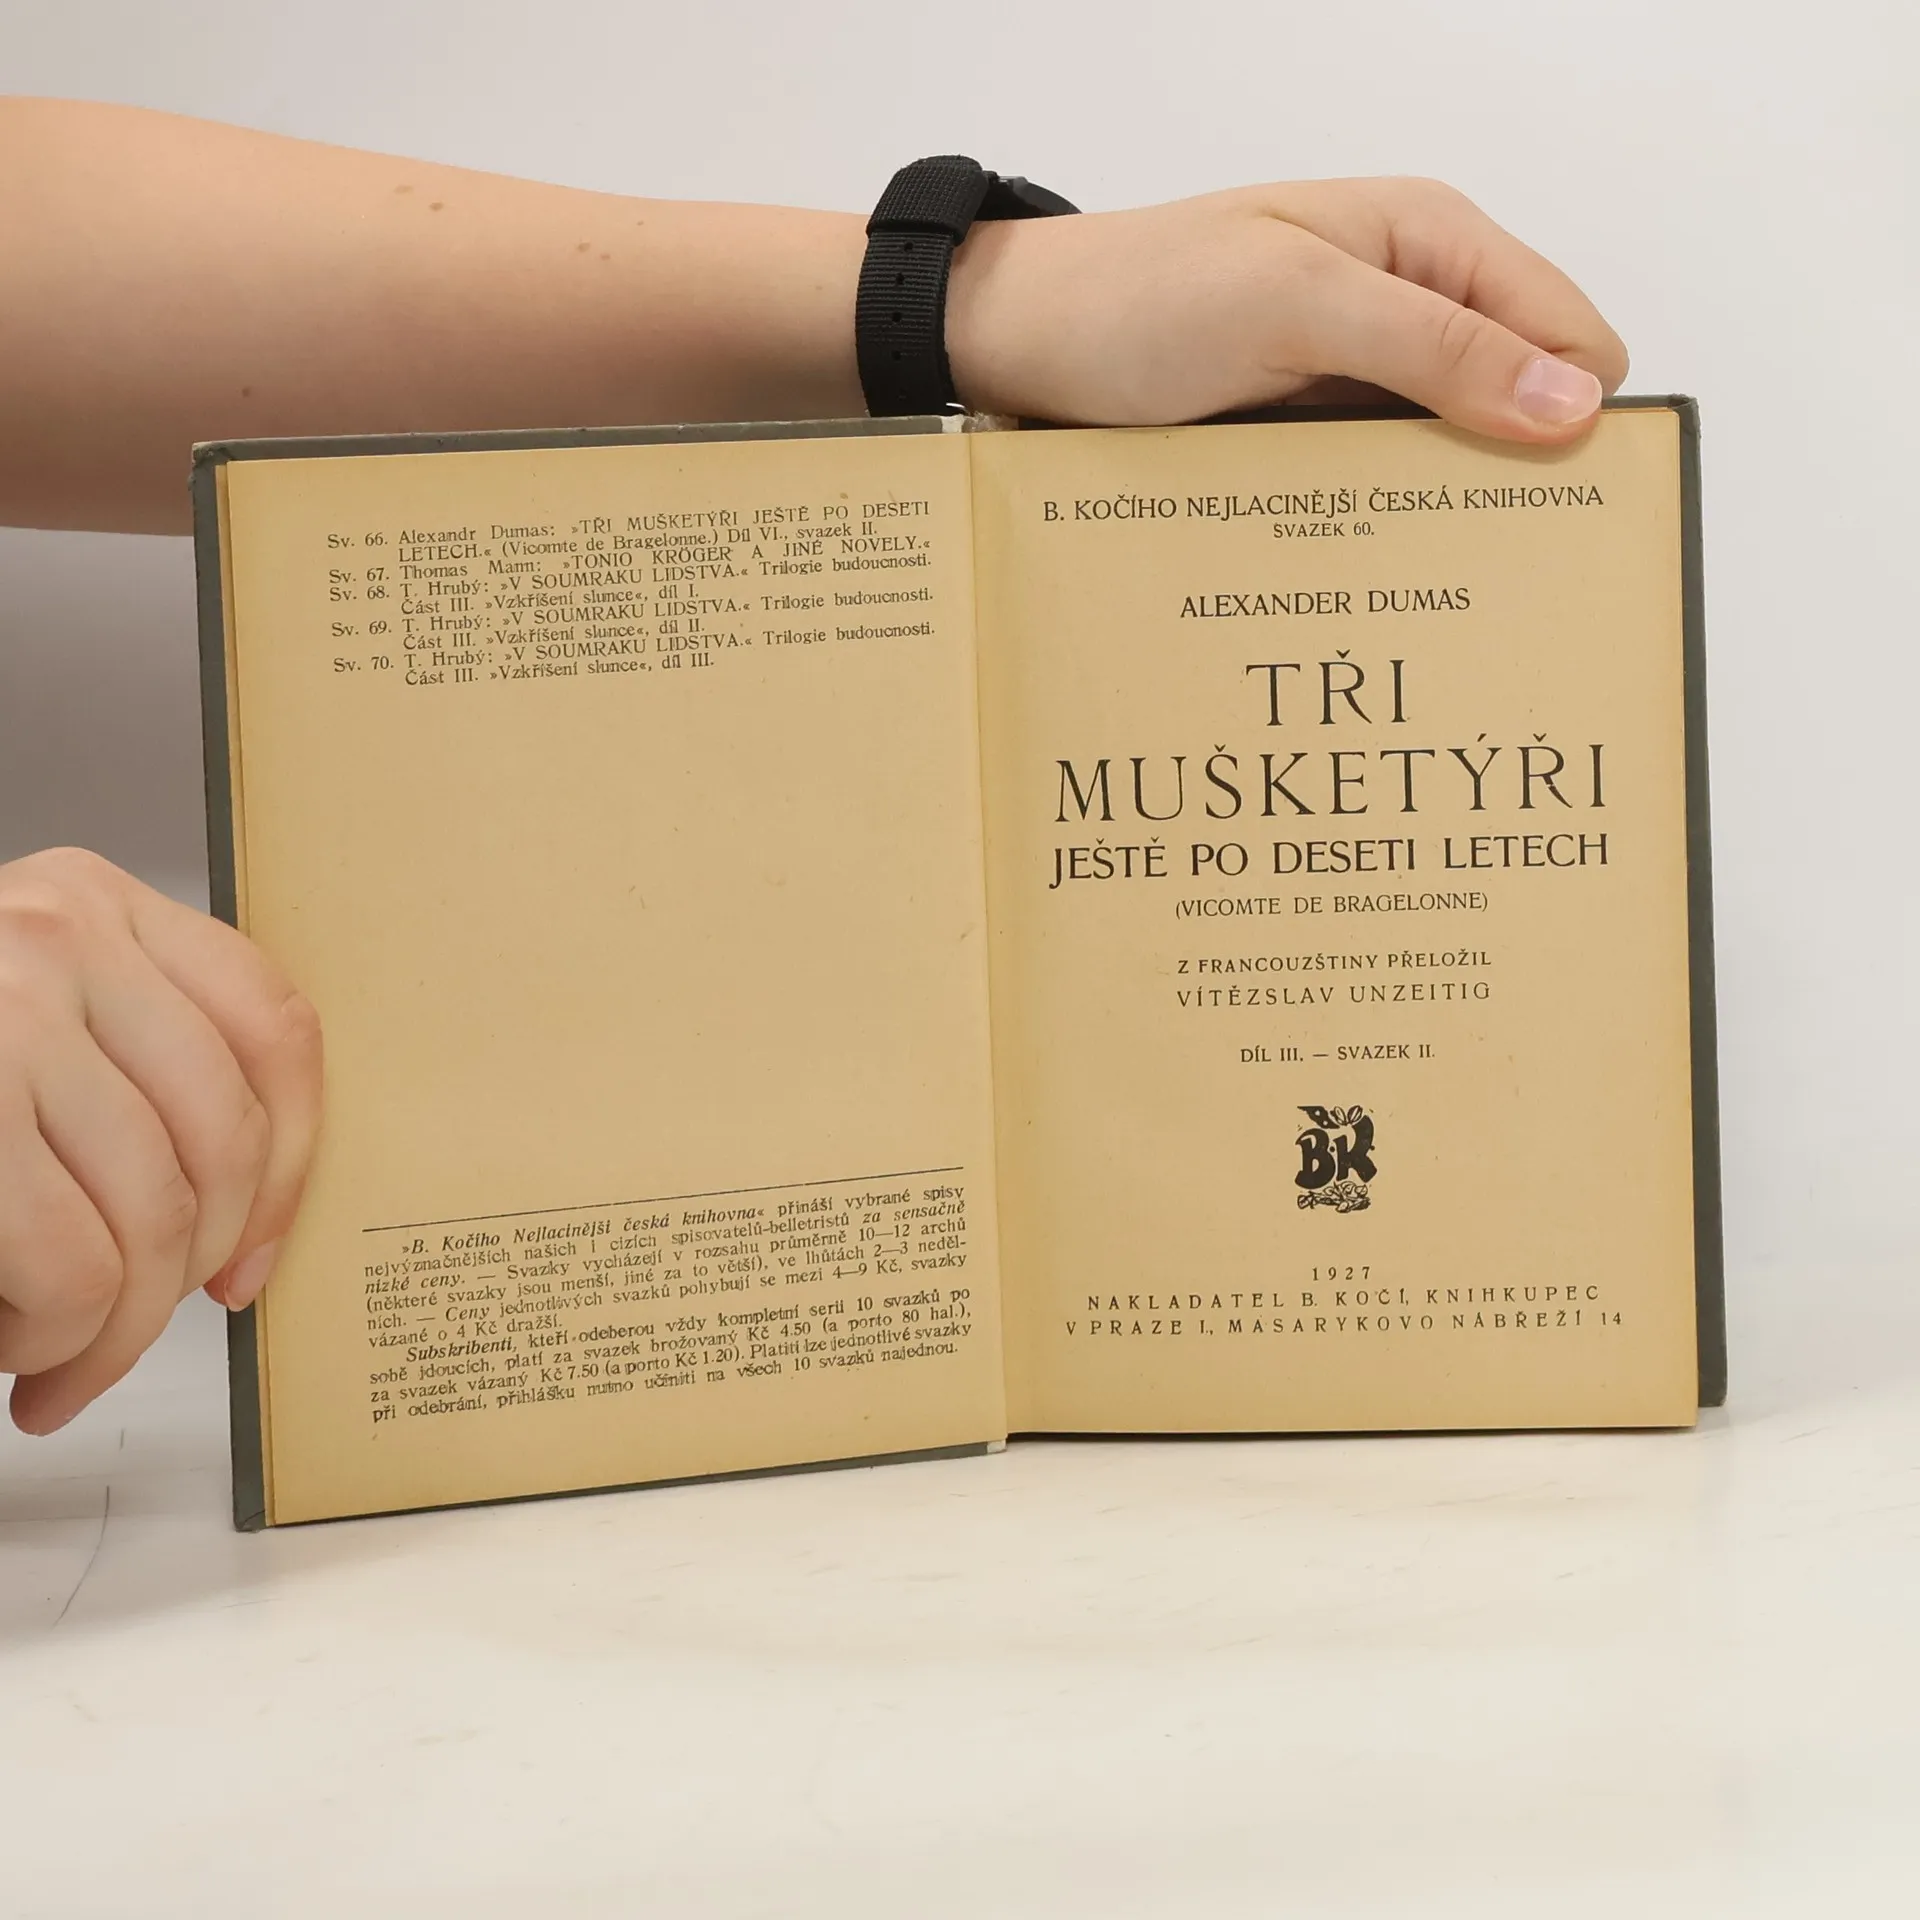 Sv. 66. Alexandr Dumas: »TŘI MUŠKETÝŘI JEŠTĚ PO DESETI
LETECH.« (Vicomte de Bragelonne.) Díl VI., svazek II.
Sv. 67. Thomas Mann: »TONIO KRÖGER A JINÉ NOVELY.«
Sv. 68. T. Hrubý: »V SOUMRAKU LIDSTVA.« Trilogie budoucnosti.
Část III. »Vzkříšení slunce«, díl I.
Sv. 69. T. Hrubý: »V SOUMRAKU LIDSTVA.« Trilogie budoucnosti.
Část III. »Vzkříšení slunce«, díl II.
Sv. 70. T. Hrubý: »V SOUMRAKU LIDSTVA.« Trilogie budoucnosti.
Část III. »Vzkříšení slunce«, díl III.
»B. Kočího Nejlacinější česká knihovna« přináší vybrané spisy
nejvýznačnějších našich i cizích spisovatelů-belletristů za sensačně
nízké ceny. — Svazky vycházejí v rozsahu průměrně 10—12 archů
(některé svazky jsou menší, jiné za to větší), ve lhůtách 2—3 neděl-
ních. — Ceny jednotlivých svazků pohybují se mezi 4—9 Kč, svazky
vázané o 4 Kč dražší.
Subskribenti, kteří odeberou vždy kompletní serii 10 svazků po
sobě jdoucích, platí za svazek brožovaný Kč 4.50 (a porto 80 hal.),
za svazek vázaný Kč 7.50 (a porto Kč 1.20). Platiti lze jednotlivé svazky
při odebrání, přihlášku nutno učiniti na všech 10 svazků najednou.
B. KOČÍHO NEJLACINĚJŠÍ ČESKÁ KNIHOVNA
SVAZEK 60.
ALEXANDER DUMAS
TŘI
MUŠKETÝŘI
JEŠTĚ PO DESETI LETECH
(VICOMTE DE BRAGELONNE)
Z FRANCOUZŠTINY PŘELOŽIL
VÍTĚZSLAV UNZEITIG
DÍL III. — SVAZEK II.
B.K
1927
NAKLADATEL B. KOČÍ, KNIHKUPEC
V PRAZE I., MASARYKOVO NÁBŘEŽÍ 14